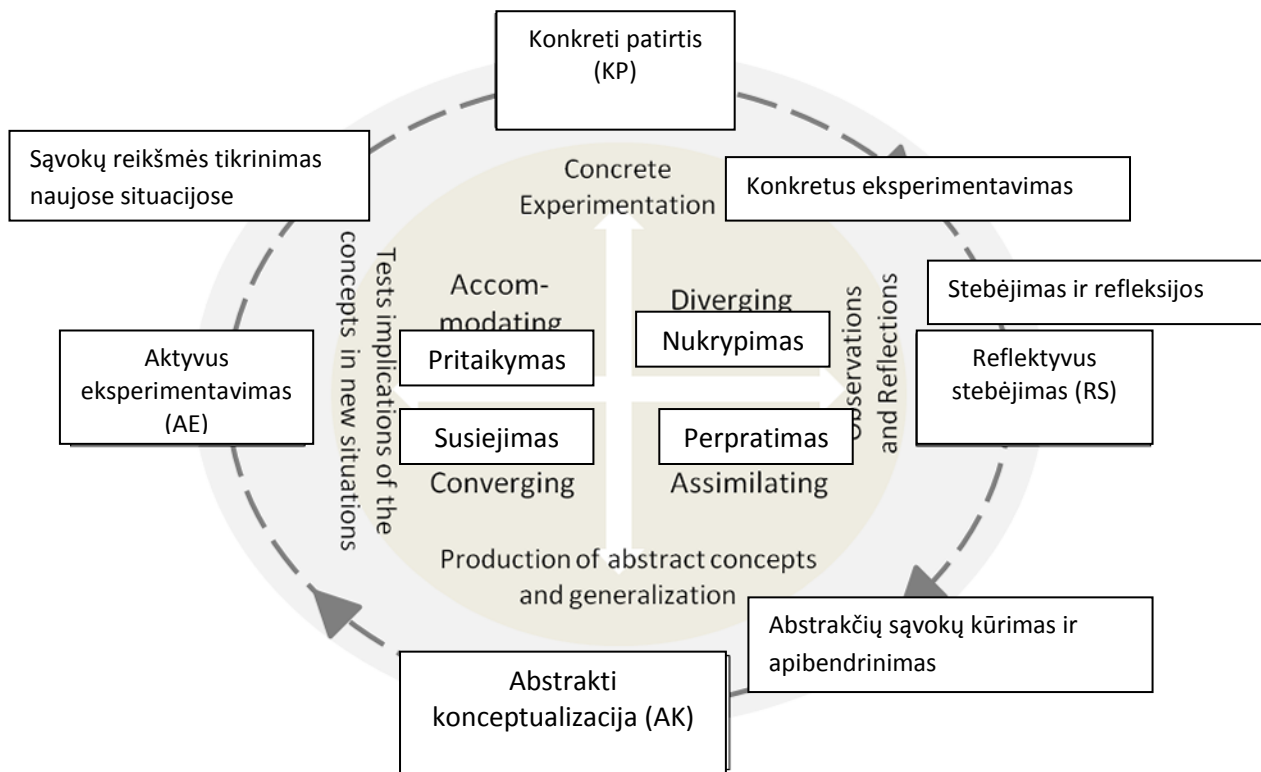 Konkreti patirtis
(KP)
Sąvokų reikšmės tikrinimas
naujose situacijose
Concrete
Experimentation
Konkretus eksperimentavimas
Tests implications of the
concepts in new situations
Accom-
modating
Diverging
Observations
and Reflections
Stebėjimas ir refleksijos
Aktyvus
eksperimentavimas
(AE)
Pritaikymas
Nukrypimas
Reflektyvus
stebėjimas (RS)
Susiejimas
Perpratimas
Converging
Assimilating
Production of abstract concepts
and generalization
Abstrakčių sąvokų kūrimas ir
apibendrinimas
Abstrakti
konceptualizacija (AK)